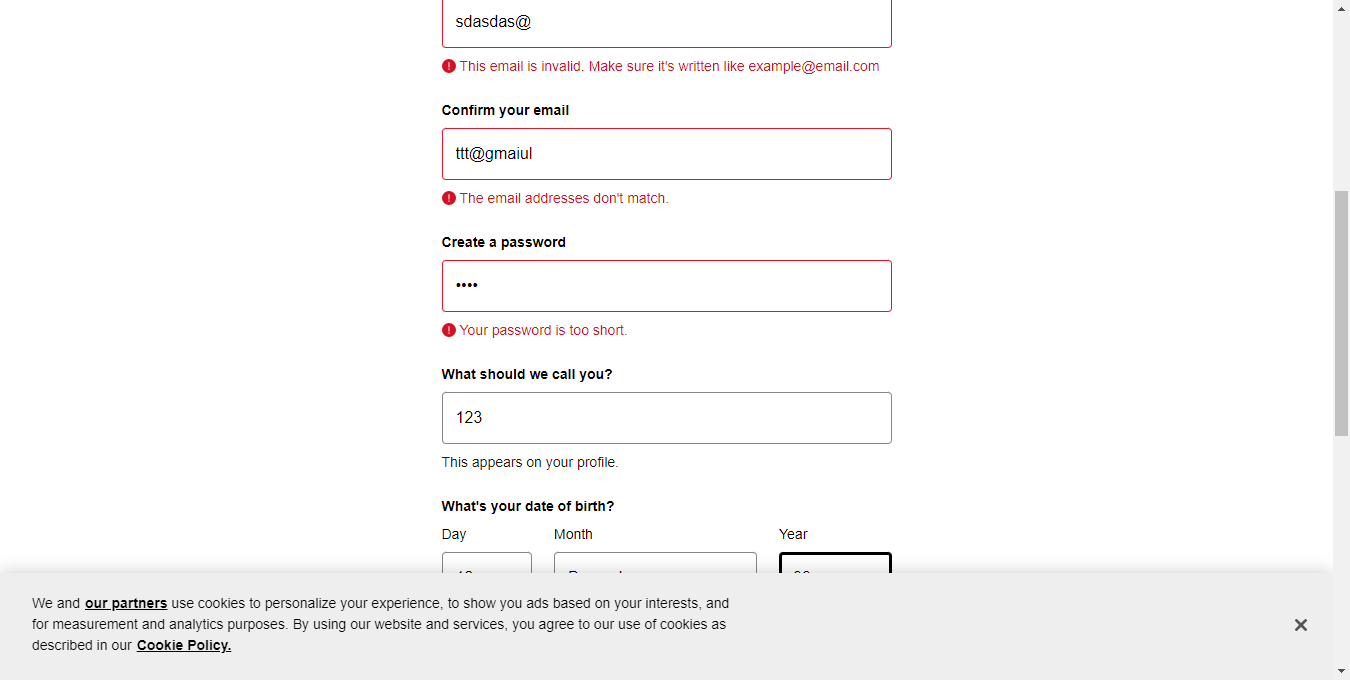 sdasdas@
This email is invalid. Make sure it's written like example@email.com
Confirm your email
ttt@gmaiul
The email addresses don't match.
Create a password
••••
Your password is too short.
What should we call you?
123
This appears on your profile.
What's your date of birth?
Day Month Year
We and our partners use cookies to personalize your experience, to show you ads based on your interests, and
for measurement and analytics purposes. By using our website and services, you agree to our use of cookies as
described in our Cookie Policy.